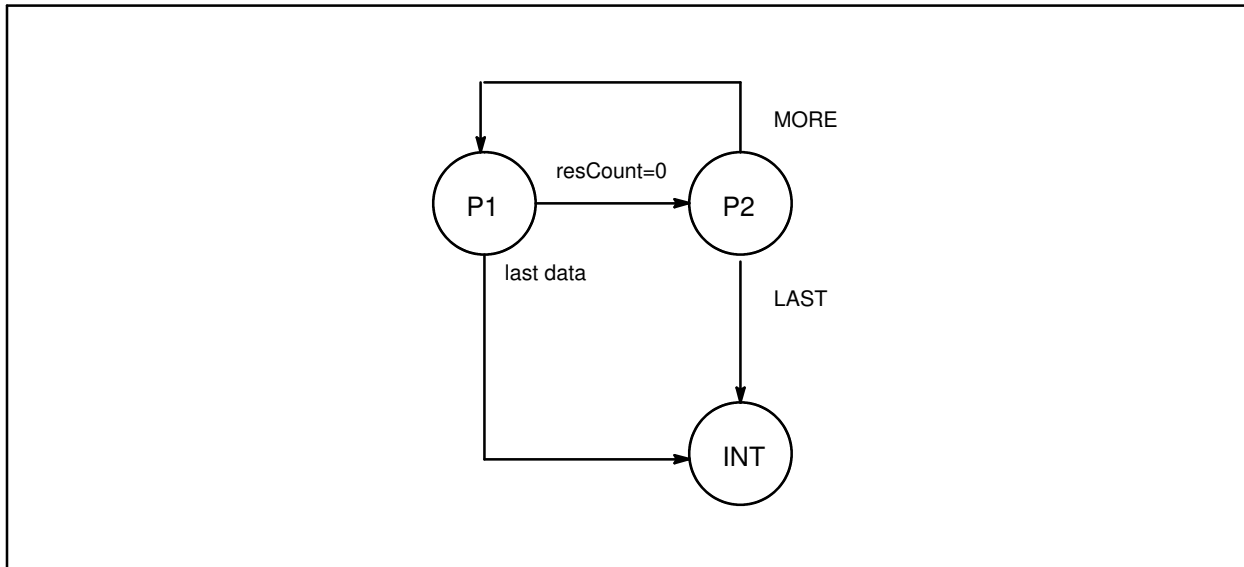 MORE
resCount=0
P1
P2
last data
LAST
INT